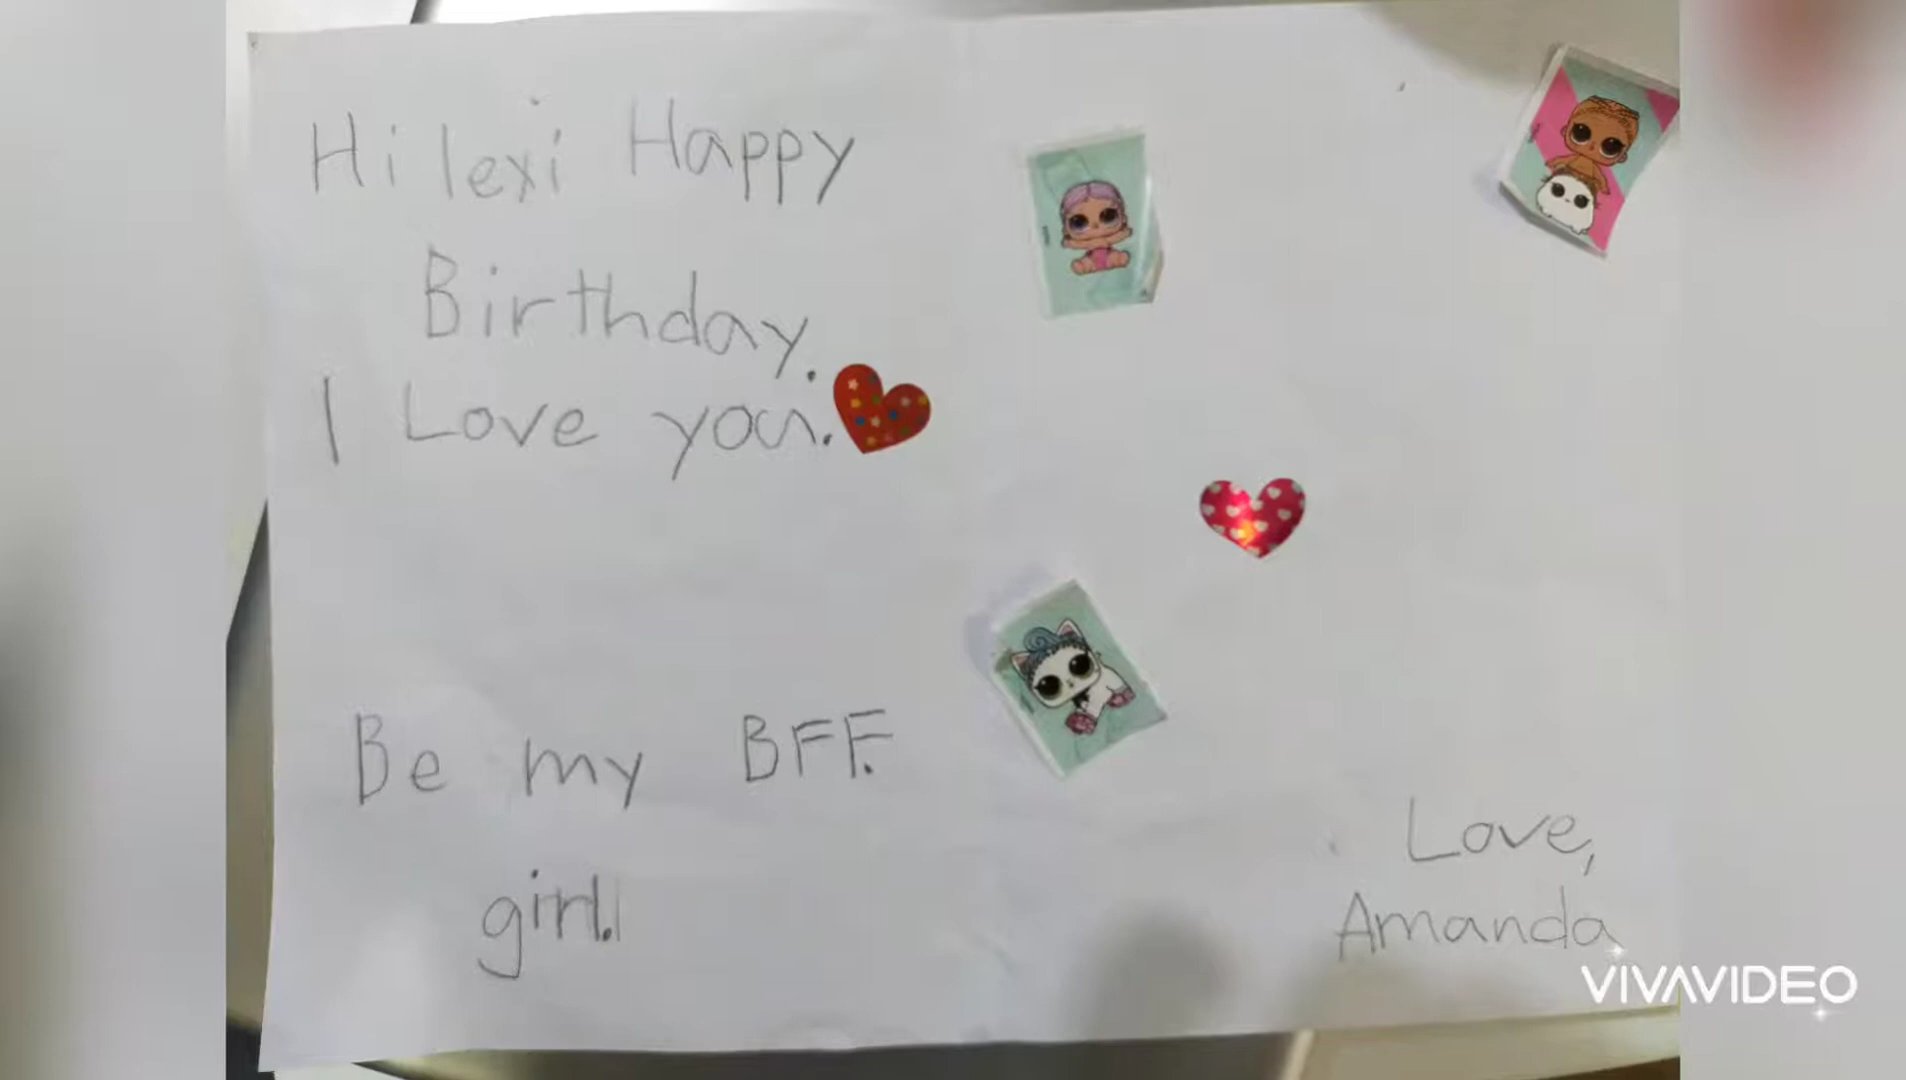 Hi lexi Happy
Birthday.
I Love you.
Be my BFF.
girl.
Love,
Amanda
VIVAVIDEO